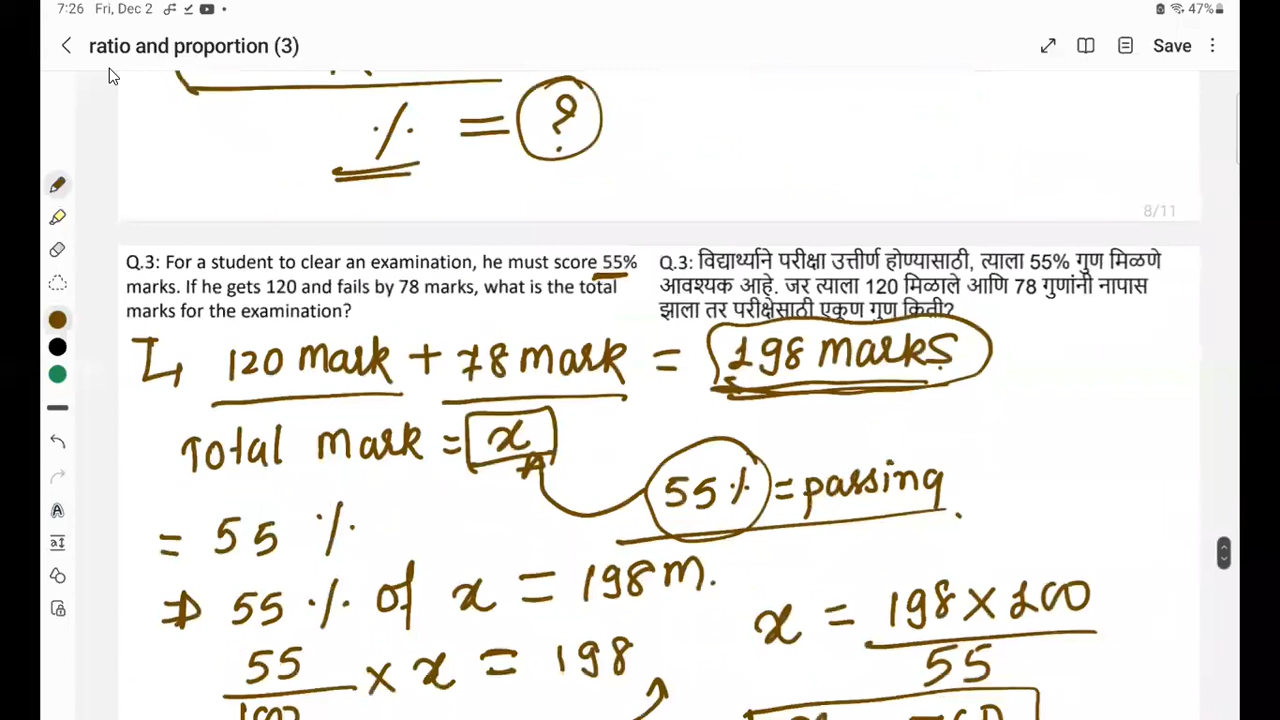 7:26 Fri, Dec 2
47%
ratio and proportion (3)
Save
% = ?
8/11
Q.3: For a student to clear an examination, he must score 55%
marks. If he gets 120 and fails by 78 marks, what is the total
marks for the examination?
Q.3: विद्यार्थ्याने परीक्षा उत्तीर्ण होण्यासाठी, त्याला 55% गुण मिळणे
आवश्यक आहे. जर त्याला 120 मिळाले आणि 78 गुणांनी नापास
झाला तर परीक्षेसाठी एकूण गुण किती?
120 mark + 78 mark = 198 marks.
Total mark = x
55% = passing.
= 55 %
⇒ 55 % of x = 198 m.
55
100 × x = 198
x = 198 × 100
55